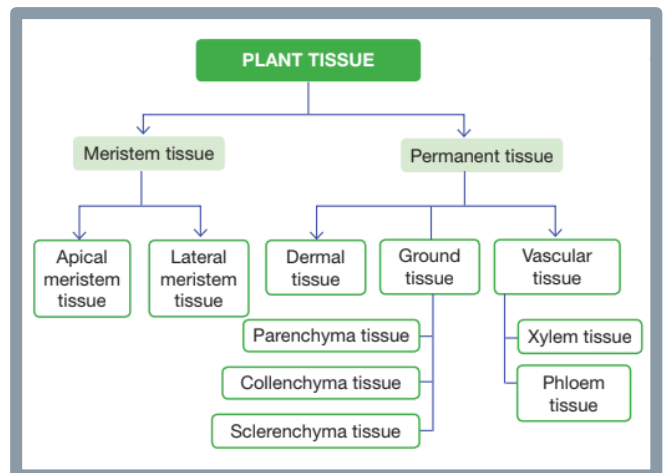 PLANT TISSUE
Meristem tissue
Permanent tissue
Apical
meristem
tissue
Lateral
meristem
tissue
Dermal
tissue
Ground
tissue
Vascular
tissue
Parenchyma tissue
Collenchyma tissue
Sclerenchyma tissue
Xylem tissue
Phloem
tissue